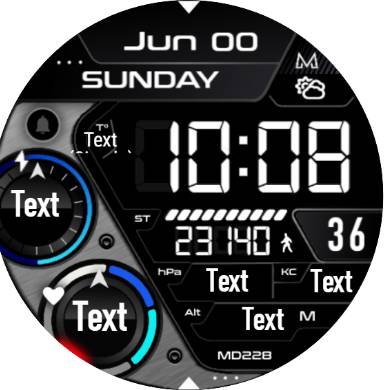 Jun 00
SUNDAY
M
T°
Text
10:08
Text
ST
23140
36
hPa
Text
KC
Text
Text
Alt
Text
M
MD228